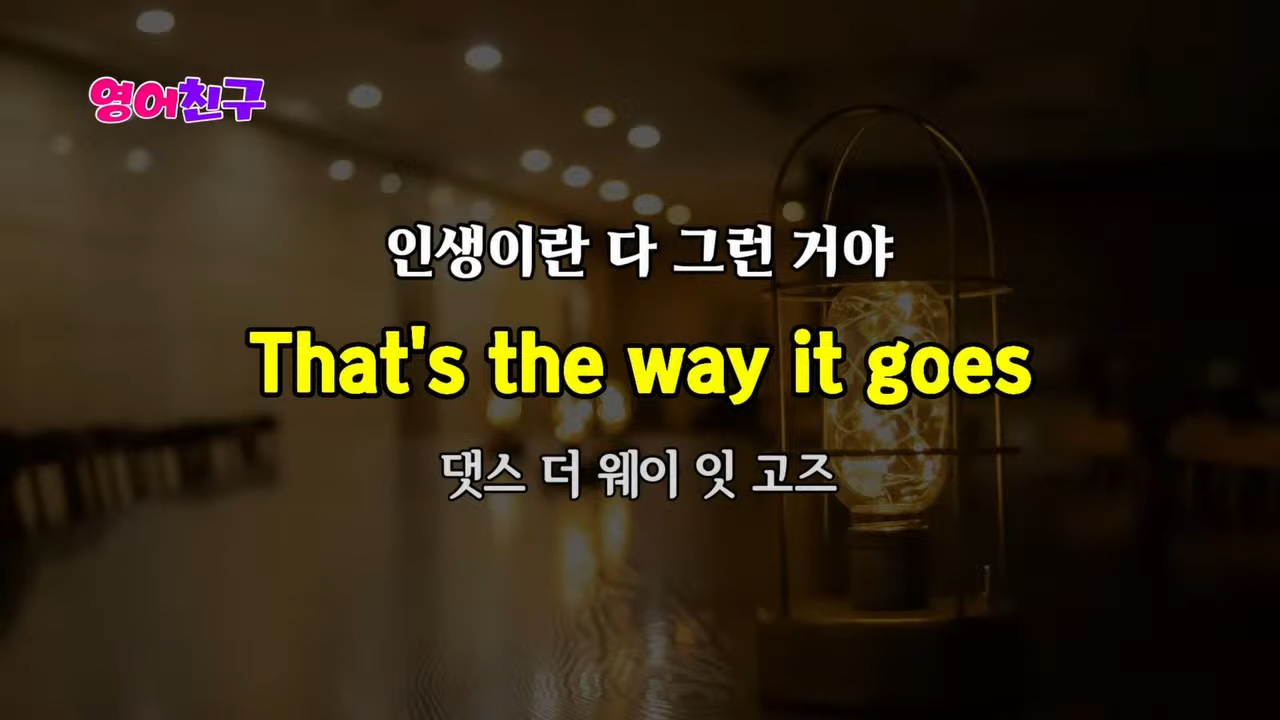 영어친구
인생이란 다 그런 거야
That's the way it goes
댓스 더 웨이 잇 고즈